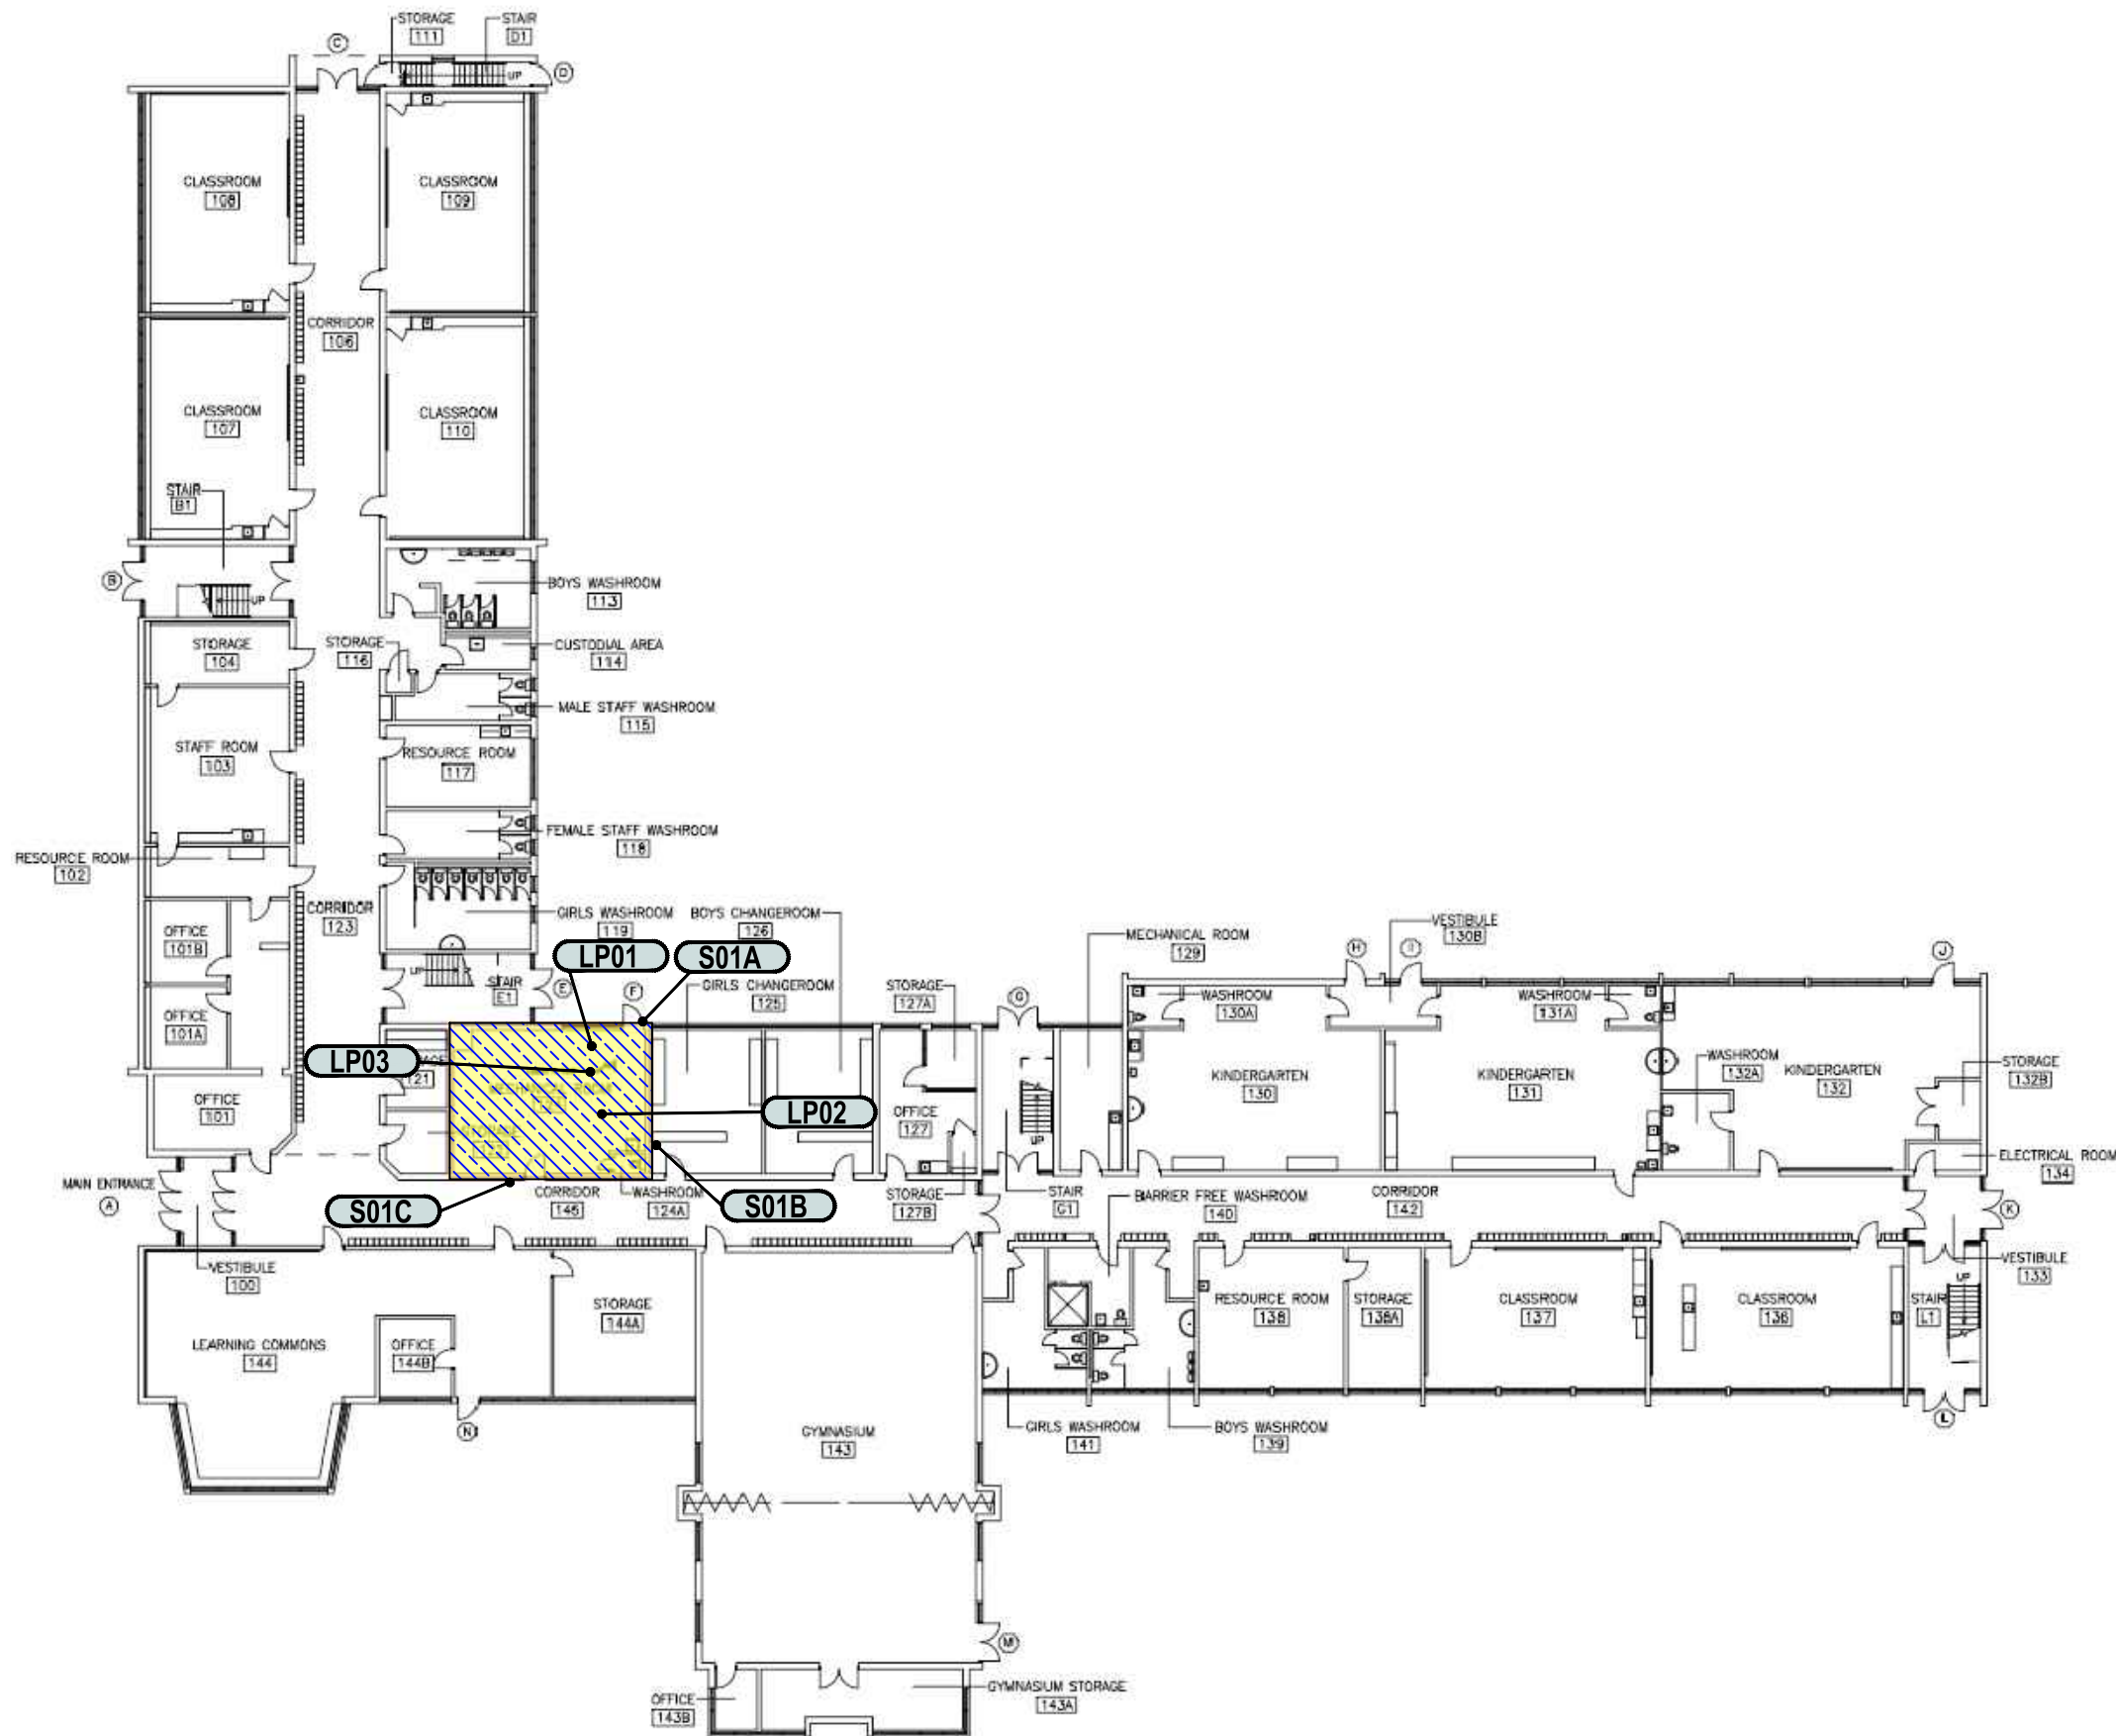 STORAGE
111
STAIR
D1
C
D
UP
CLASSROOM
108
CLASSROOM
109
CORRIDOR
106
CLASSROOM
107
CLASSROOM
110
STAIR
B1
B
UP
BOYS WASHROOM
113
STORAGE
104
STORAGE
116
CUSTODIAL AREA
114
MALE STAFF WASHROOM
115
STAFF ROOM
103
RESOURCE ROOM
117
FEMALE STAFF WASHROOM
118
RESOURCE ROOM
102
CORRIDOR
123
GIRLS WASHROOM
119
BOYS CHANGEROOM
126
OFFICE
101B
LP01
S01A
UP
STAIR
E1
E
F
GIRLS CHANGEROOM
125
STORAGE
127A
MECHANICAL ROOM
129
G
H
I
VESTIBULE
130B
J
WASHROOM
130A
WASHROOM
131A
OFFICE
101A
LP03
121
WASHROOM
132A
STORAGE
132B
KINDERGARTEN
130
KINDERGARTEN
131
KINDERGARTEN
132
OFFICE
101
LP02
OFFICE
127
UP
STORAGE
ELECTRICAL ROOM
134
MAIN ENTRANCE
A
S01C
CORRIDOR
145
WASHROOM
124A
S01B
STORAGE
127B
STAIR
G1
BARRIER FREE WASHROOM
140
CORRIDOR
142
K
VESTIBULE
100
VESTIBULE
133
UP
STORAGE
144A
RESOURCE ROOM
138
STORAGE
138A
CLASSROOM
137
CLASSROOM
136
STAIR
L1
LEARNING COMMONS
144
OFFICE
144B
N
GYMNASIUM
143
GIRLS WASHROOM
141
BOYS WASHROOM
139
L
M
OFFICE
143B
GYMNASIUM STORAGE
143A